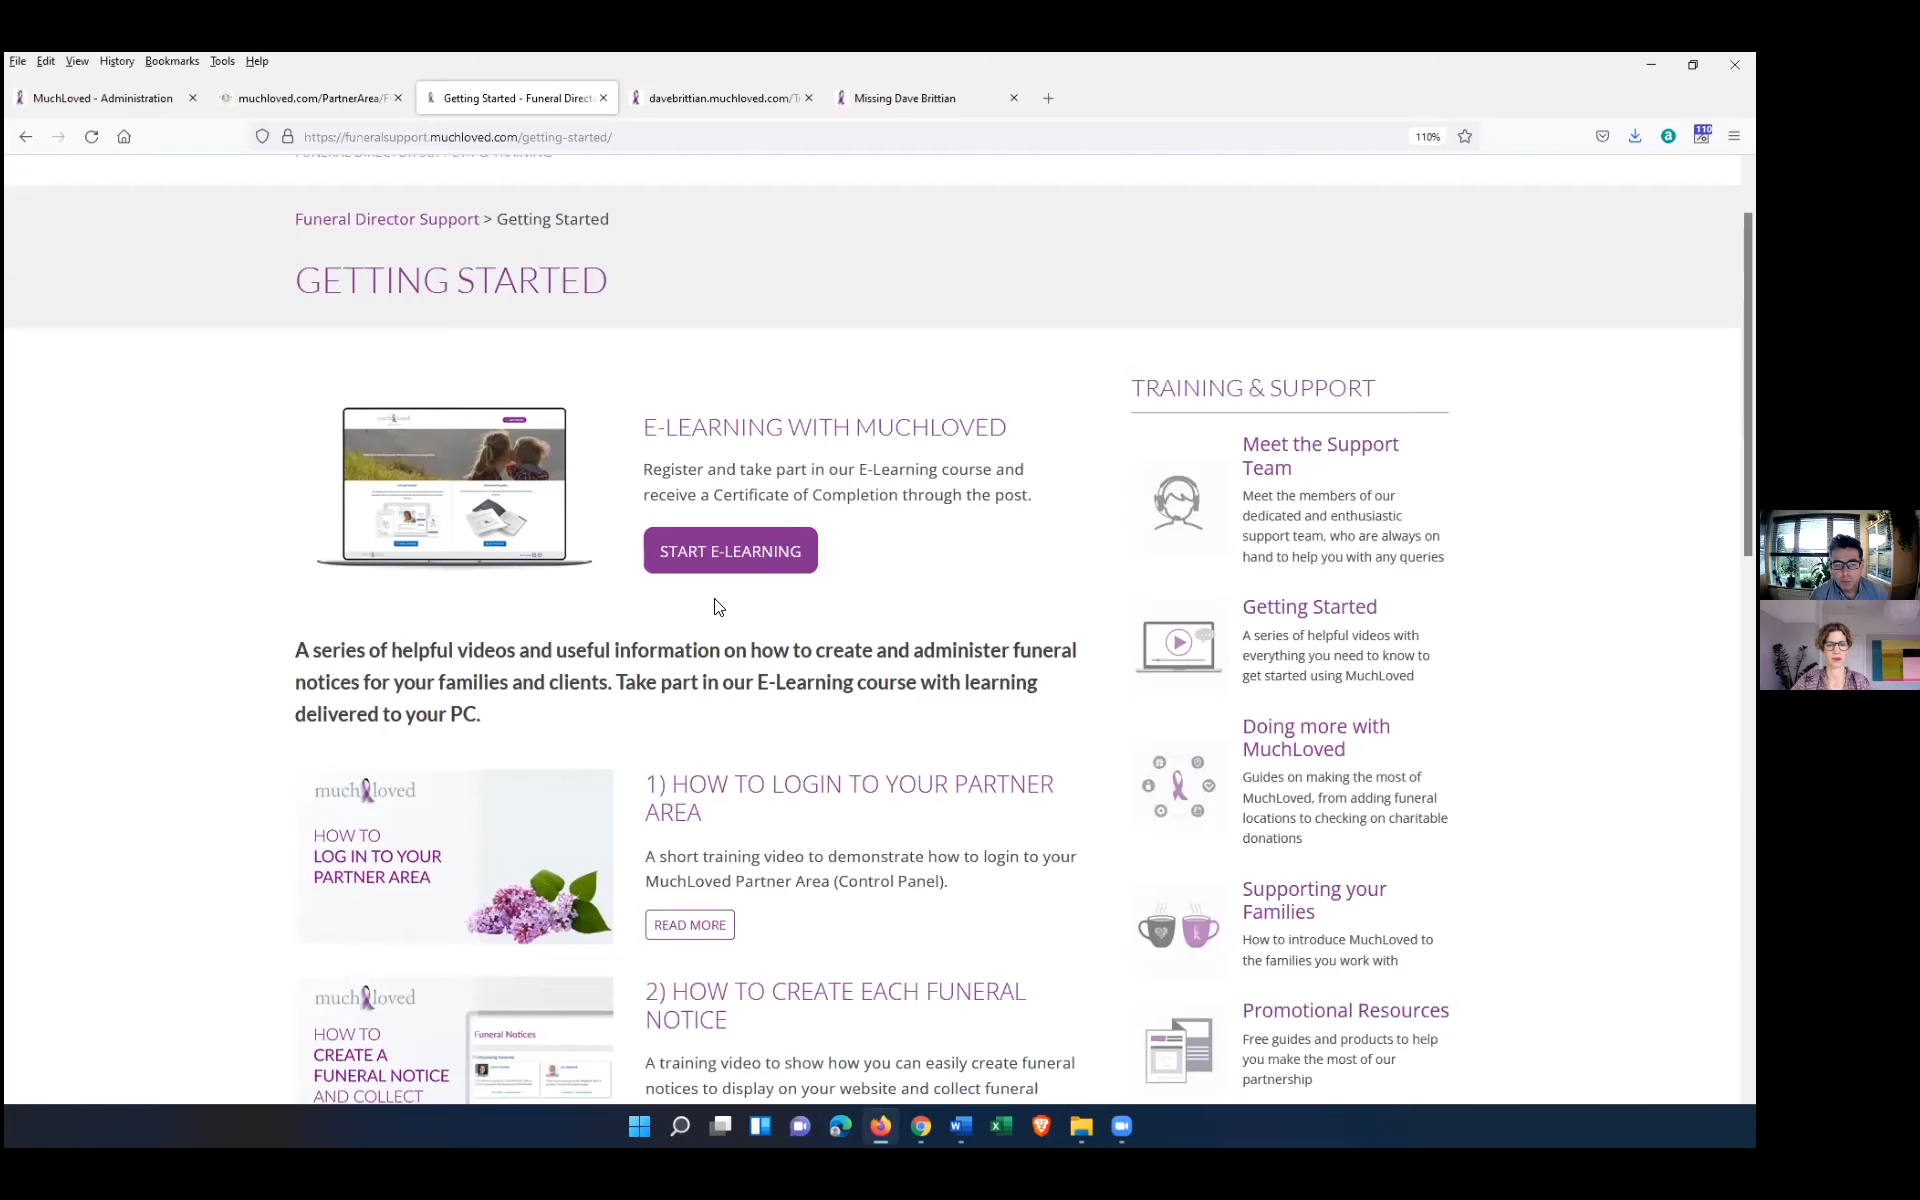 File Edit View History Bookmarks Tools Help
MuchLoved - Administration
muchloved.com/PartnerArea/F
Getting Started - Funeral Direct
davebrittian.muchloved.com/T
Missing Dave Brittian
https://funeralsupport.muchloved.com/getting-started/
110%
110
FUNERAL DIRECTOR SUPPORT & TRAINING
Funeral Director Support > Getting Started
GETTING STARTED
E-LEARNING WITH MUCHLOVED
Register and take part in our E-Learning course and
receive a Certificate of Completion through the post.
START E-LEARNING
A series of helpful videos and useful information on how to create and administer funeral
notices for your families and clients. Take part in our E-Learning course with learning
delivered to your PC.
muchloved
HOW TO
LOG IN TO YOUR
PARTNER AREA
1) HOW TO LOGIN TO YOUR PARTNER
AREA
A short training video to demonstrate how to login to your
MuchLoved Partner Area (Control Panel).
READ MORE
muchloved
HOW TO
CREATE A
FUNERAL NOTICE
AND COLLECT
Funeral Notices
2) HOW TO CREATE EACH FUNERAL
NOTICE
A training video to show how you can easily create funeral
notices to display on your website and collect funeral
TRAINING & SUPPORT
Meet the Support
Team
Meet the members of our
dedicated and enthusiastic
support team, who are always on
hand to help you with any queries
Getting Started
A series of helpful videos with
everything you need to know to
get started using MuchLoved
Doing more with
MuchLoved
Guides on making the most of
MuchLoved, from adding funeral
locations to checking on charitable
donations
Supporting your
Families
How to introduce MuchLoved to
the families you work with
Promotional Resources
Free guides and products to help
you make the most of our
partnership